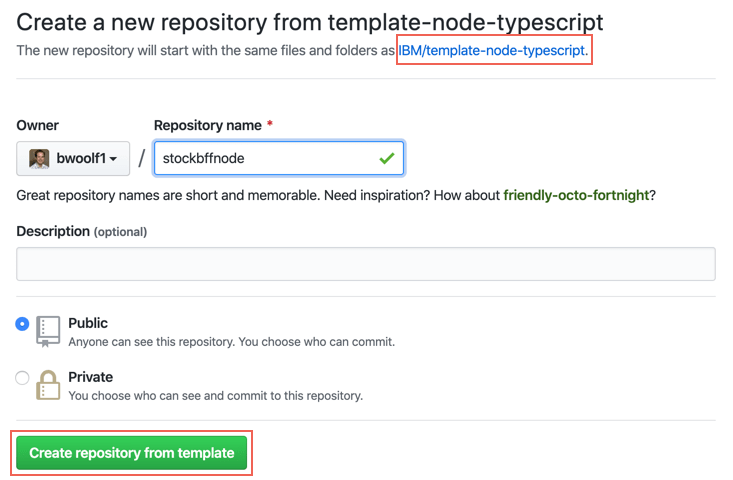 Create a new repository from template-node-typescript
The new repository will start with the same files and folders as IBM/template-node-typescript.
Owner Repository name *
bwoolf1 / stockbffnode
Great repository names are short and memorable. Need inspiration? How about friendly-octo-fortnight?
Description (optional)
Public
Anyone can see this repository. You choose who can commit.
Private
You choose who can see and commit to this repository.
Create repository from template